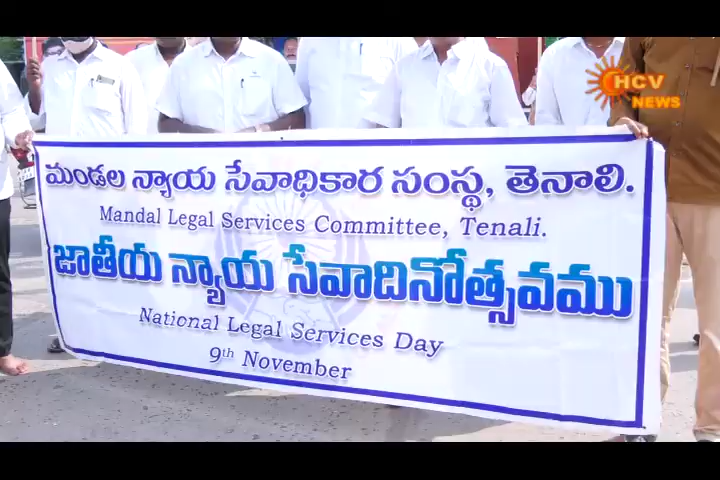 HCV
NEWS
మండల న్యాయ సేవాధికార సంస్థ, తెనాలి.
Mandal Legal Services Committee, Tenali.
జాతీయ న్యాయ సేవాదినోత్సవము
National Legal Services Day
9th November